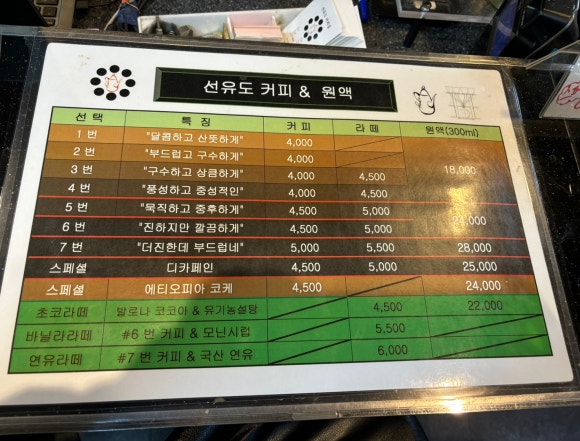 선유도 커피 & 원액
선택 특징 커피 라떼 원액(300ml)
1 번 "달콤하고 산뜻하게" 4,000
2 번 "부드럽고 구수하게" 4,000
3 번 "구수하고 상큼하게" 4,000 4,500 18,000
4 번 "풍성하고 중성적인" 4,000 4,500
5 번 "묵직하고 중후하게" 4,500 5,000
6 번 "진하지만 깔끔하게" 4,500 5,000 24,000
7 번 "더진한데 부드럽네" 5,000 5,500 28,000
스페셜 디카페인 4,500 5,000 25,000
스페셜 에티오피아 코케 4,500 24,000
초코라떼 발로나 코코아 & 유기농설탕 4,500 22,000
바닐라라떼 #6 번 커피 & 모닌시럽 5,500
연유라떼 #7 번 커피 & 국산 연유 6,000